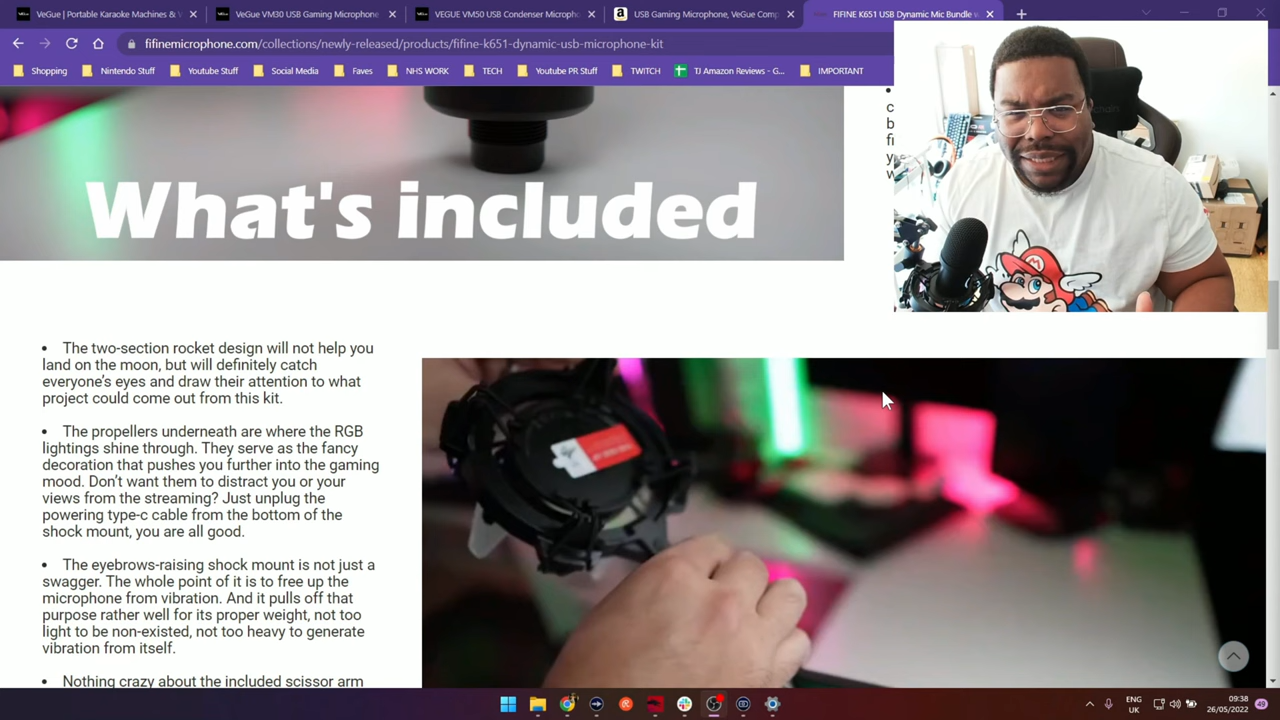 VeGue | Portable Karaoke Machines &
VeGue VM30 USB Gaming Microphone
VEGUE VM50 USB Condenser Microph
USB Gaming Microphone, VeGue Comp
FIFINE K651 USB Dynamic Mic Bundle
fifinemicrophone.com/collections/newly-released/products/fifine-k651-dynamic-usb-microphone-kit
Shopping
Nintendo Stuff
Youtube Stuff
Social Media
Faves
NHS WORK
TECH
Youtube PR Stuff
TWITCH
TJ Amazon Reviews - G...
IMPORTANT
What's included
• The two-section rocket design will not help you
land on the moon, but will definitely catch
everyone's eyes and draw their attention to what
project could come out from this kit.
• The propellers underneath are where the RGB
lightings shine through. They serve as the fancy
decoration that pushes you further into the gaming
mood. Don't want them to distract you or your
views from the streaming? Just unplug the
powering type-c cable from the bottom of the
shock mount, you are all good.
• The eyebrows-raising shock mount is not just a
swagger. The whole point of it is to free up the
microphone from vibration. And it pulls off that
purpose rather well for its proper weight, not too
light to be non-existed, not too heavy to generate
vibration from itself.
• Nothing crazy about the included scissor arm
ENG
UK
09:38
26/05/2022
49